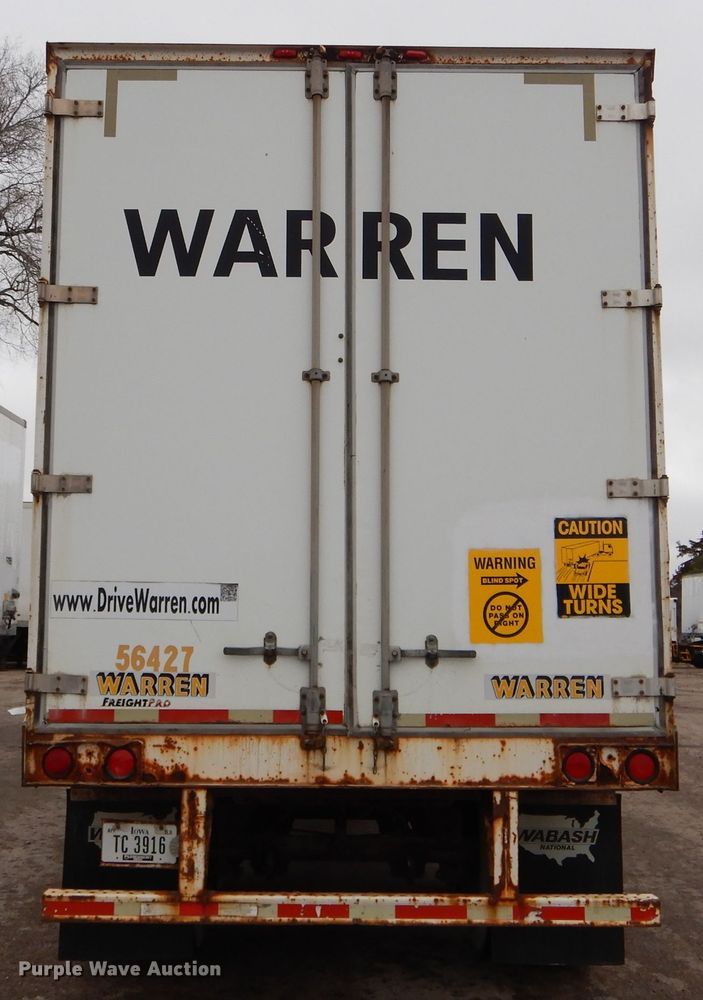 WARREN
CAUTION
WIDE
TURNS
WARNING
BLIND SPOT
DO NOT
PASS ON
RIGHT
www.DriveWarren.com
56427
WARREN
FREIGHTPRO
WARREN
IOWA
TC 3916
WABASH
NATIONAL
Purple Wave Auction